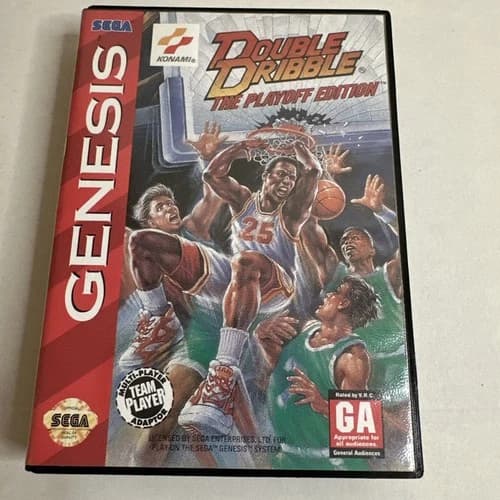 SEGA
GENESIS
KONAMI®
DOUBLE
DRIBBLE®
THE PLAYOFF EDITION™
25
MULTI-PLAYER
TEAM
PLAYER
ADAPTOR
LICENSED BY SEGA ENTERPRISES, LTD. FOR
PLAY ON THE SEGA™ GENESIS™ SYSTEM
SEGA
Rated by V.R.C.
GA
Appropriate for
all audiences.
General Audiences